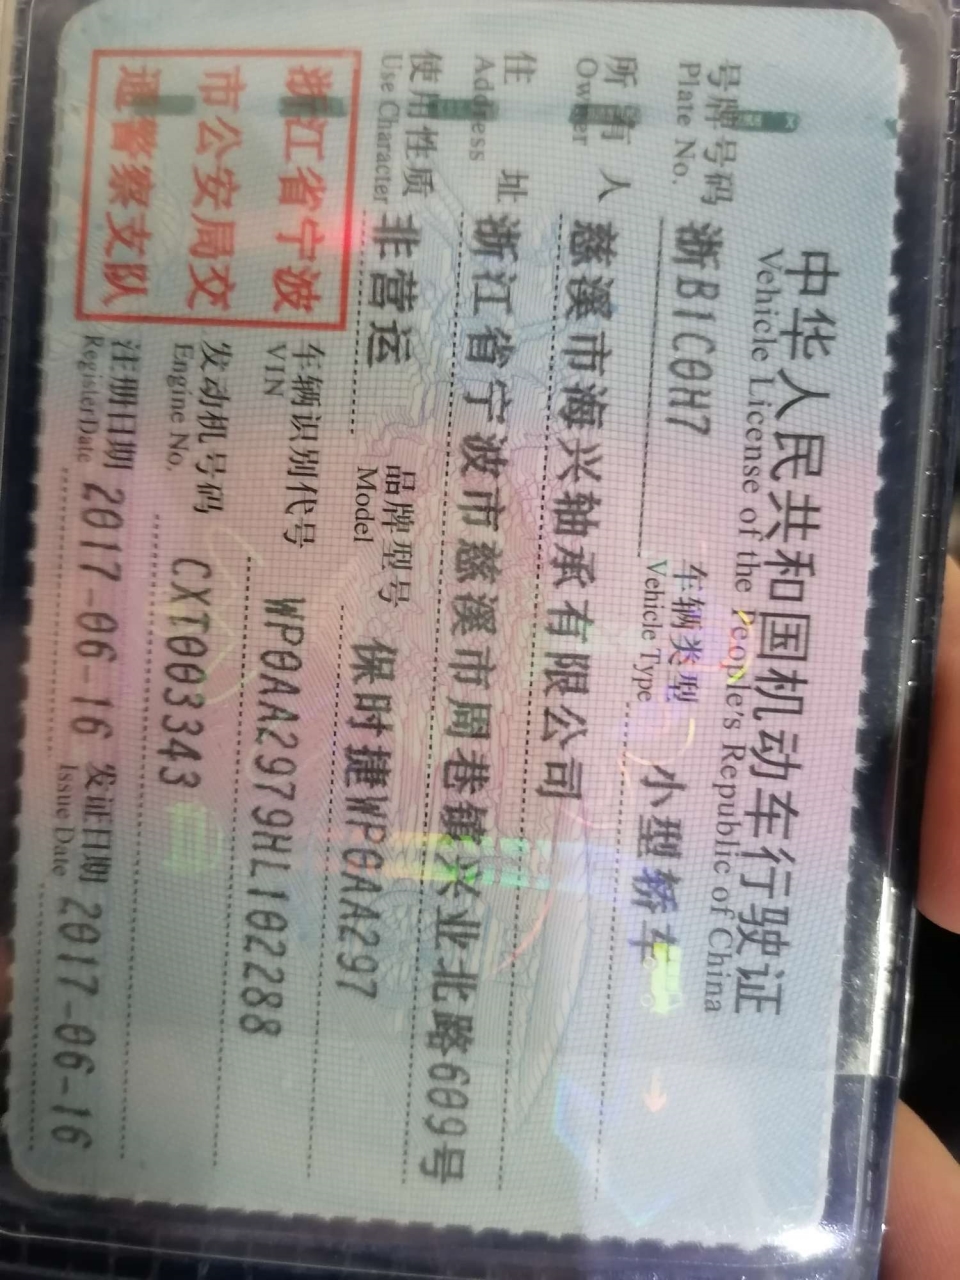 中华人民共和国机动车行驶证
Vehicle License of the People's Republic of China
号牌号码 浙B1C0H7 车辆类型 小型轿车
Plate No. Vehicle Type
所有人 慈溪市海兴轴承有限公司
Owner
住址 浙江省宁波市慈溪市周巷镇兴业北路609号
Address
使用性质 非营运 品牌型号 保时捷WP0AA297
Use Character Model
浙江省宁波
市公安局交
通警察支队
车辆识别代号 WP0AA2979HL102288
VIN
发动机号码 CXT003343
Engine No.
注册日期 2017-06-16 发证日期 2017-06-16
RegisterDate Issue Date